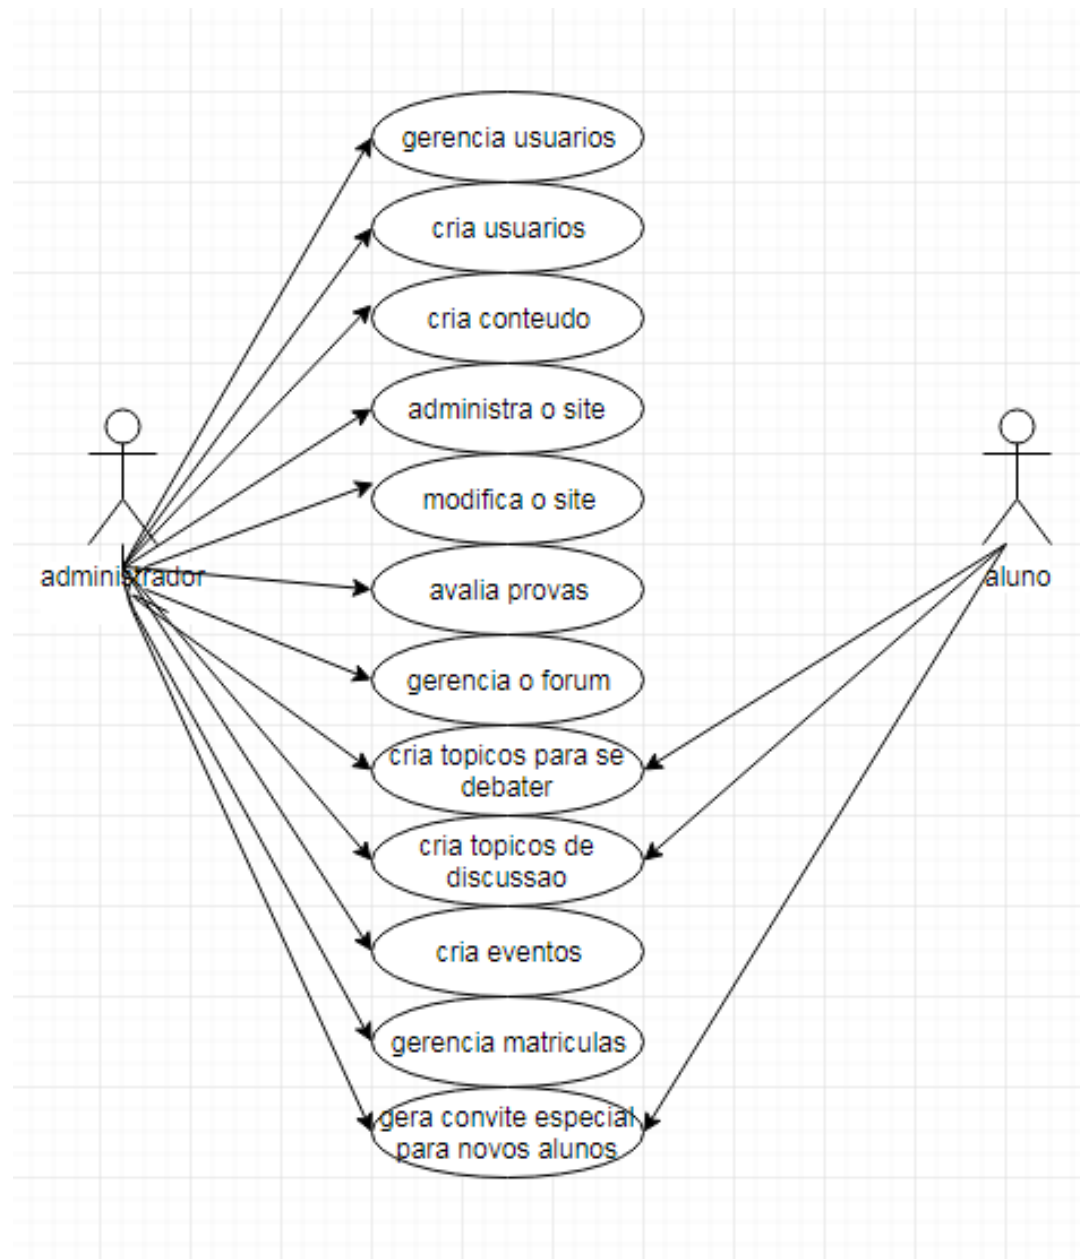 gerencia usuarios
cria usuarios
cria conteudo
administra o site
modifica o site
administrador
avalia provas
aluno
gerencia o forum
cria topicos para se
debater
cria topicos de
discussao
cria eventos
gerencia matriculas
gera convite especial
para novos alunos